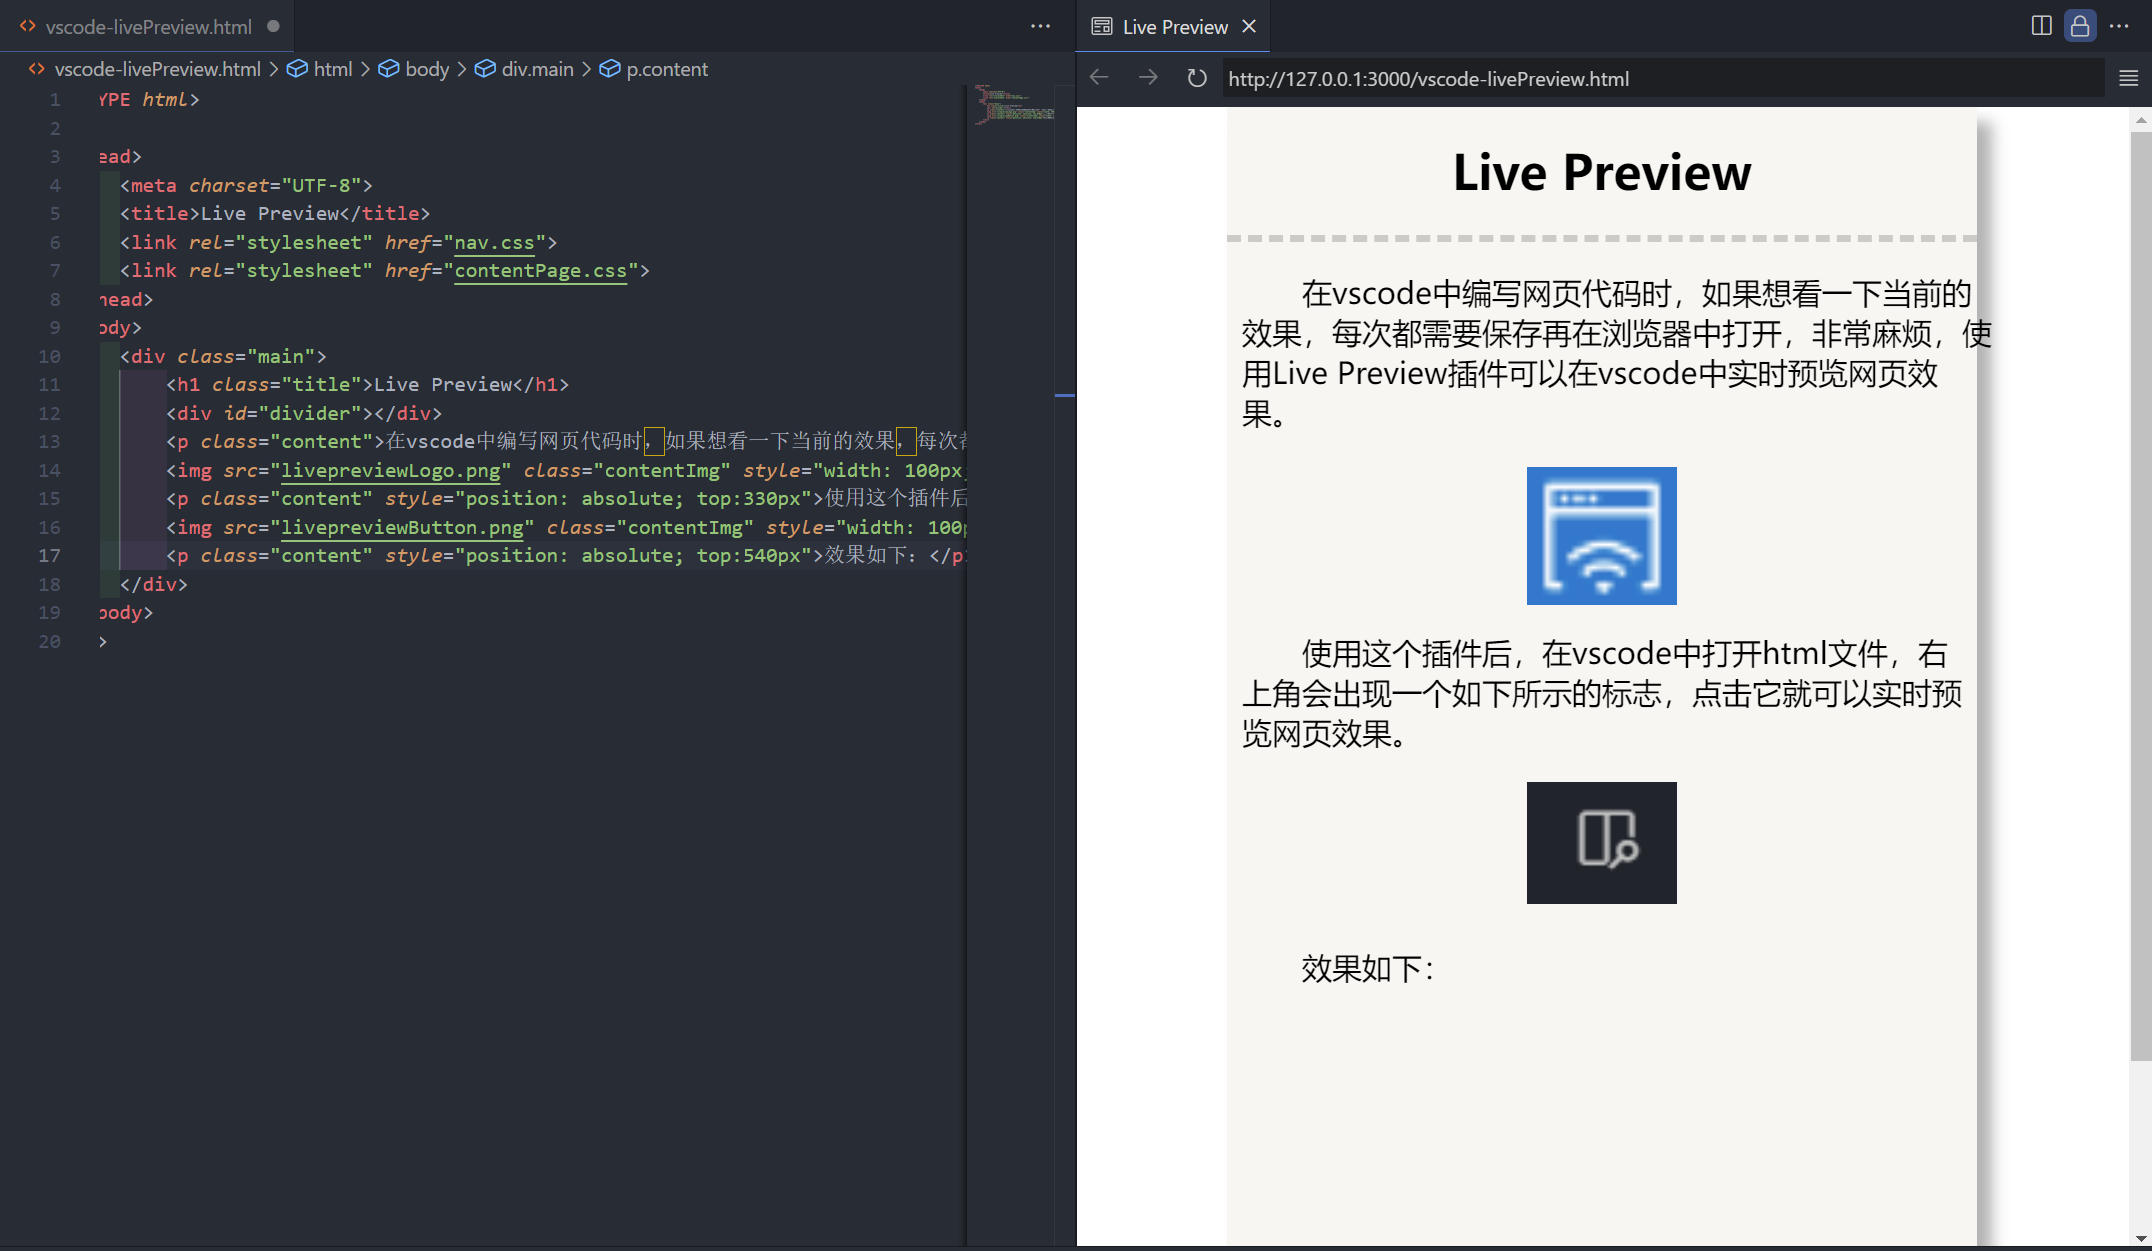 vscode-livePreview.html
vscode-livePreview.html > html > body > div.main > p.content
1 YPE html>
2
3 ead>
4 <meta charset="UTF-8">
5 <title>Live Preview</title>
6 <link rel="stylesheet" href="nav.css">
7 <link rel="stylesheet" href="contentPage.css">
8 head>
9 ody>
10 <div class="main">
11 <h1 class="title">Live Preview</h1>
12 <div id="divider"></div>
13 <p class="content">在vscode中编写网页代码时，如果想看一下当前的效果，每次都
14 <img src="livepreviewLogo.png" class="contentImg" style="width: 100px;
15 <p class="content" style="position: absolute; top:330px">使用这个插件后
16 <img src="livepreviewButton.png" class="contentImg" style="width: 100p
17 <p class="content" style="position: absolute; top:540px">效果如下：</p>
18 </div>
19 body>
20 >
Live Preview
http://127.0.0.1:3000/vscode-livePreview.html
Live Preview
在vscode中编写网页代码时，如果想看一下当前的
效果，每次都需要保存再在浏览器中打开，非常麻烦，使
用Live Preview插件可以在vscode中实时预览网页效
果。
使用这个插件后，在vscode中打开html文件，右
上角会出现一个如下所示的标志，点击它就可以实时预
览网页效果。
效果如下：